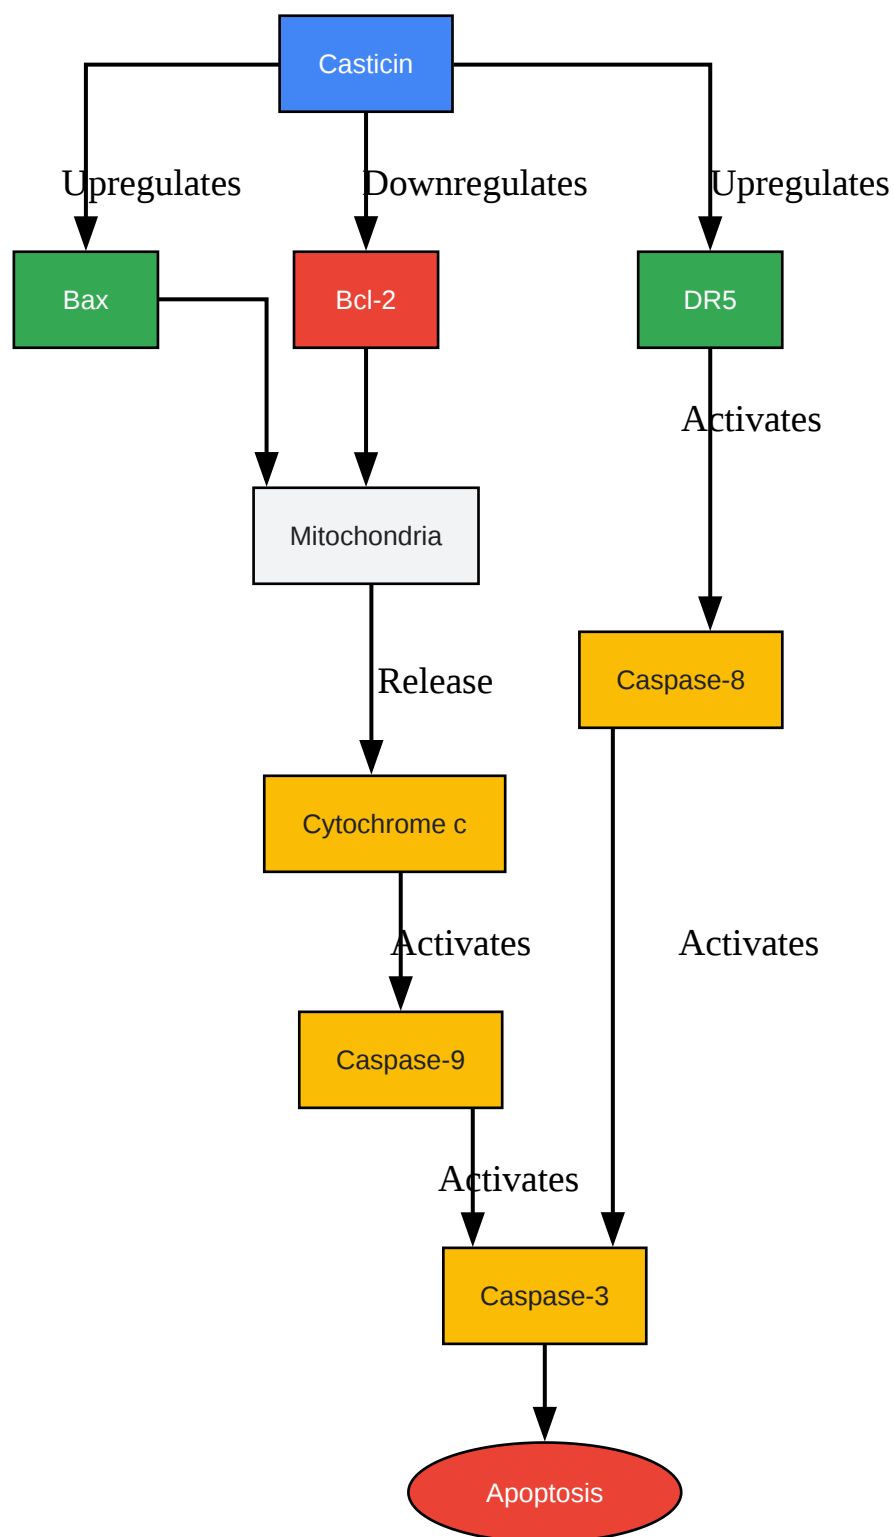 Casticin
Upregulates
Downregulates
Upregulates
Bax
Bcl-2
DR5
Activates
Mitochondria
Release
Caspase-8
Cytochrome c
Activates
Activates
Caspase-9
Activates
Caspase-3
Apoptosis